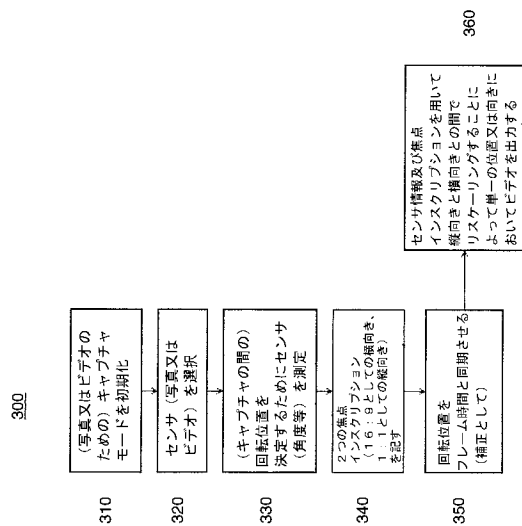 300
310
(写真又はビデオの
ための)キャプチャ
モードを初期化
320
センサ(写真又は
ビデオ)を選択
330
(キャプチャの間の)
回転位置を
決定するためにセンサ
(角度等)を測定
340
2つの焦点
インスクリプション
(16:9としての横向き、
1:1としての縦向き)
を記す
350
回転位置を
フレーム時間と同期させる
(補正として)
360
センサ情報及び焦点
インスクリプションを用いて
縦向きと横向きとの間で
リスケーリングすることに
よって単一の位置又は向きに
おいてビデオを出力する